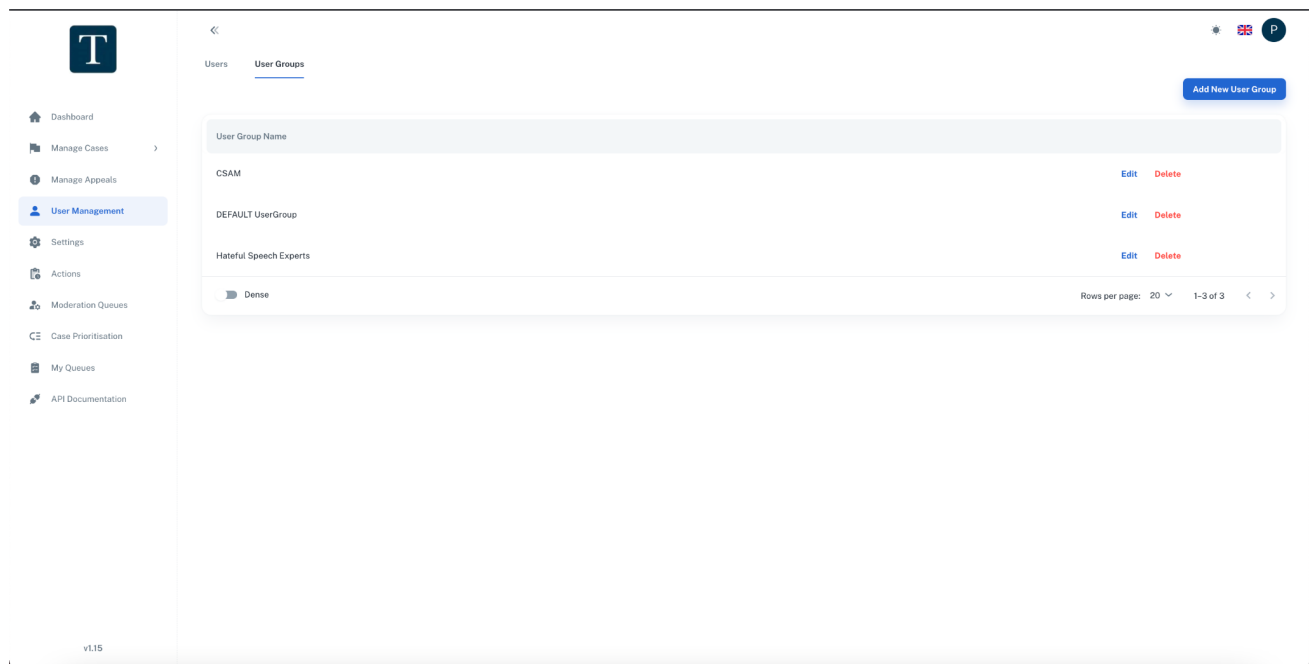 T
P
Users User Groups
Add New User Group
Dashboard
Manage Cases
Manage Appeals
User Management
Settings
Actions
Moderation Queues
Case Prioritisation
My Queues
API Documentation
v1.15
User Group Name
CSAM Edit Delete
DEFAULT UserGroup Edit Delete
Hateful Speech Experts Edit Delete
Dense Rows per page: 20 1–3 of 3